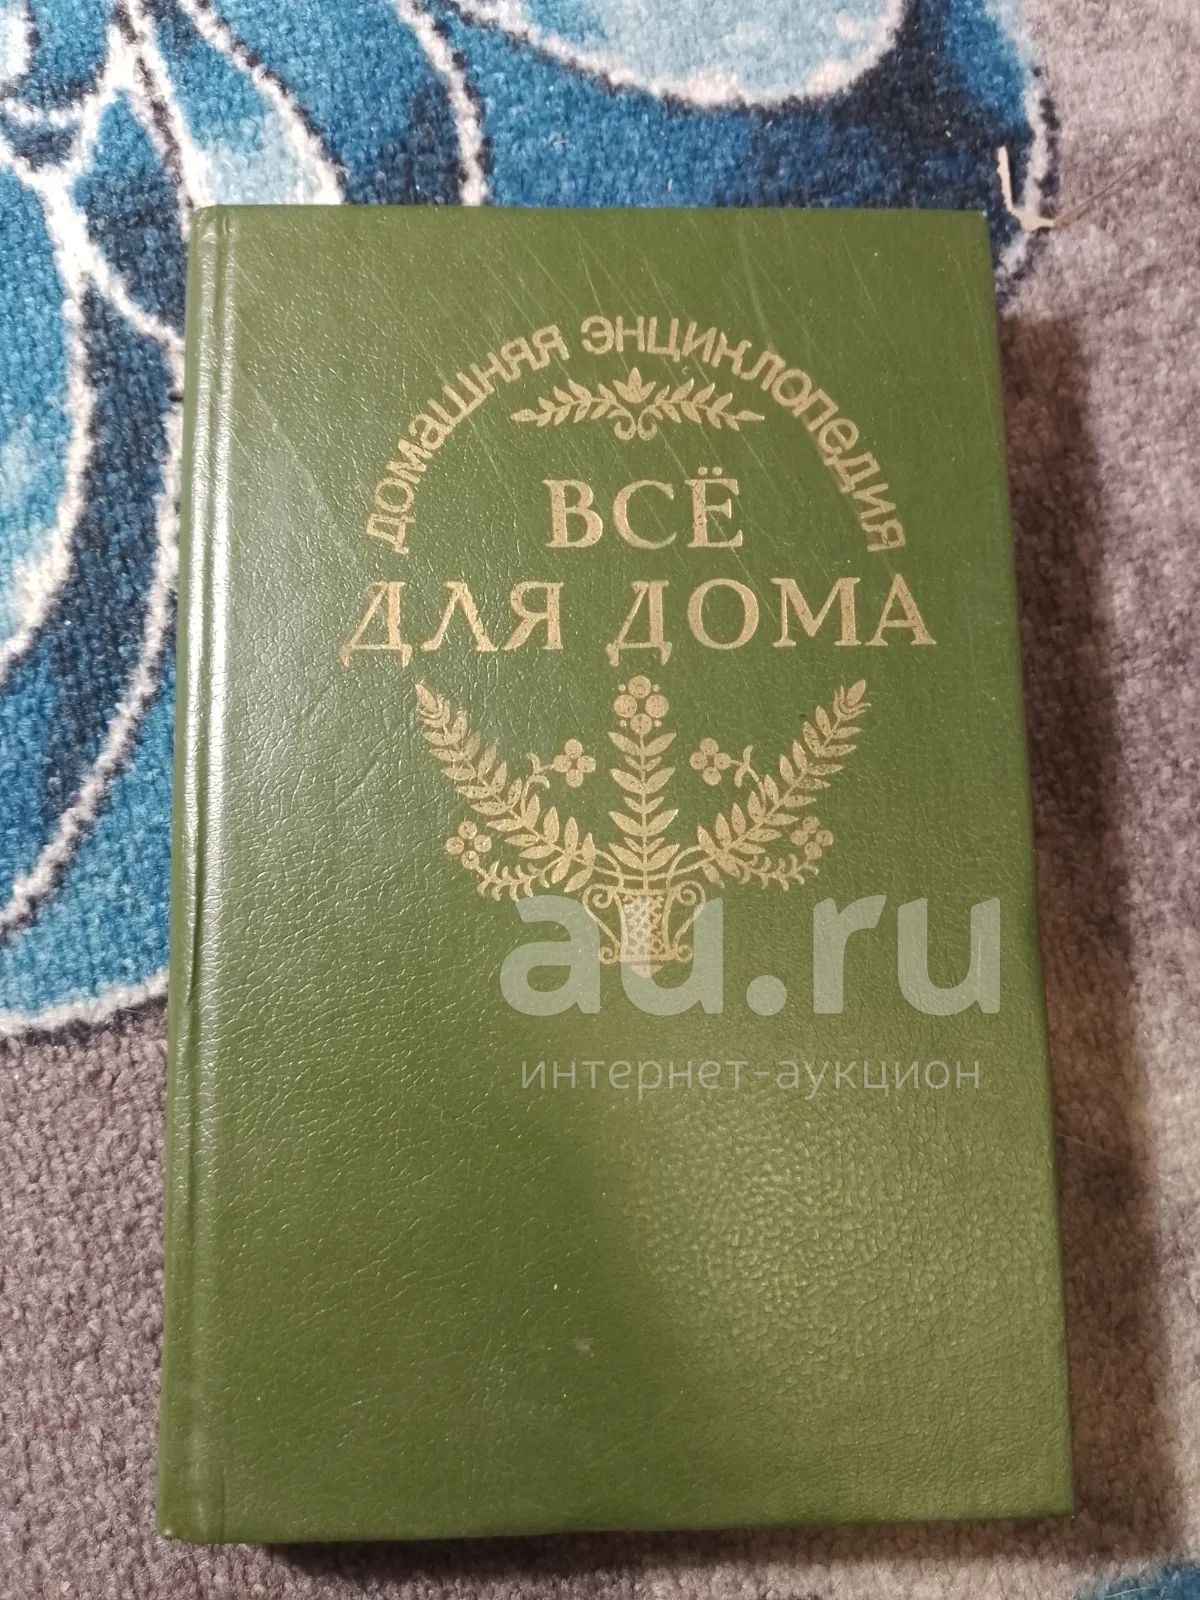 ДОМАШНЯЯ ЭНЦИКЛОПЕДИЯ
ВСЁ
ДЛЯ ДОМА
au.ru
интернет-аукцион